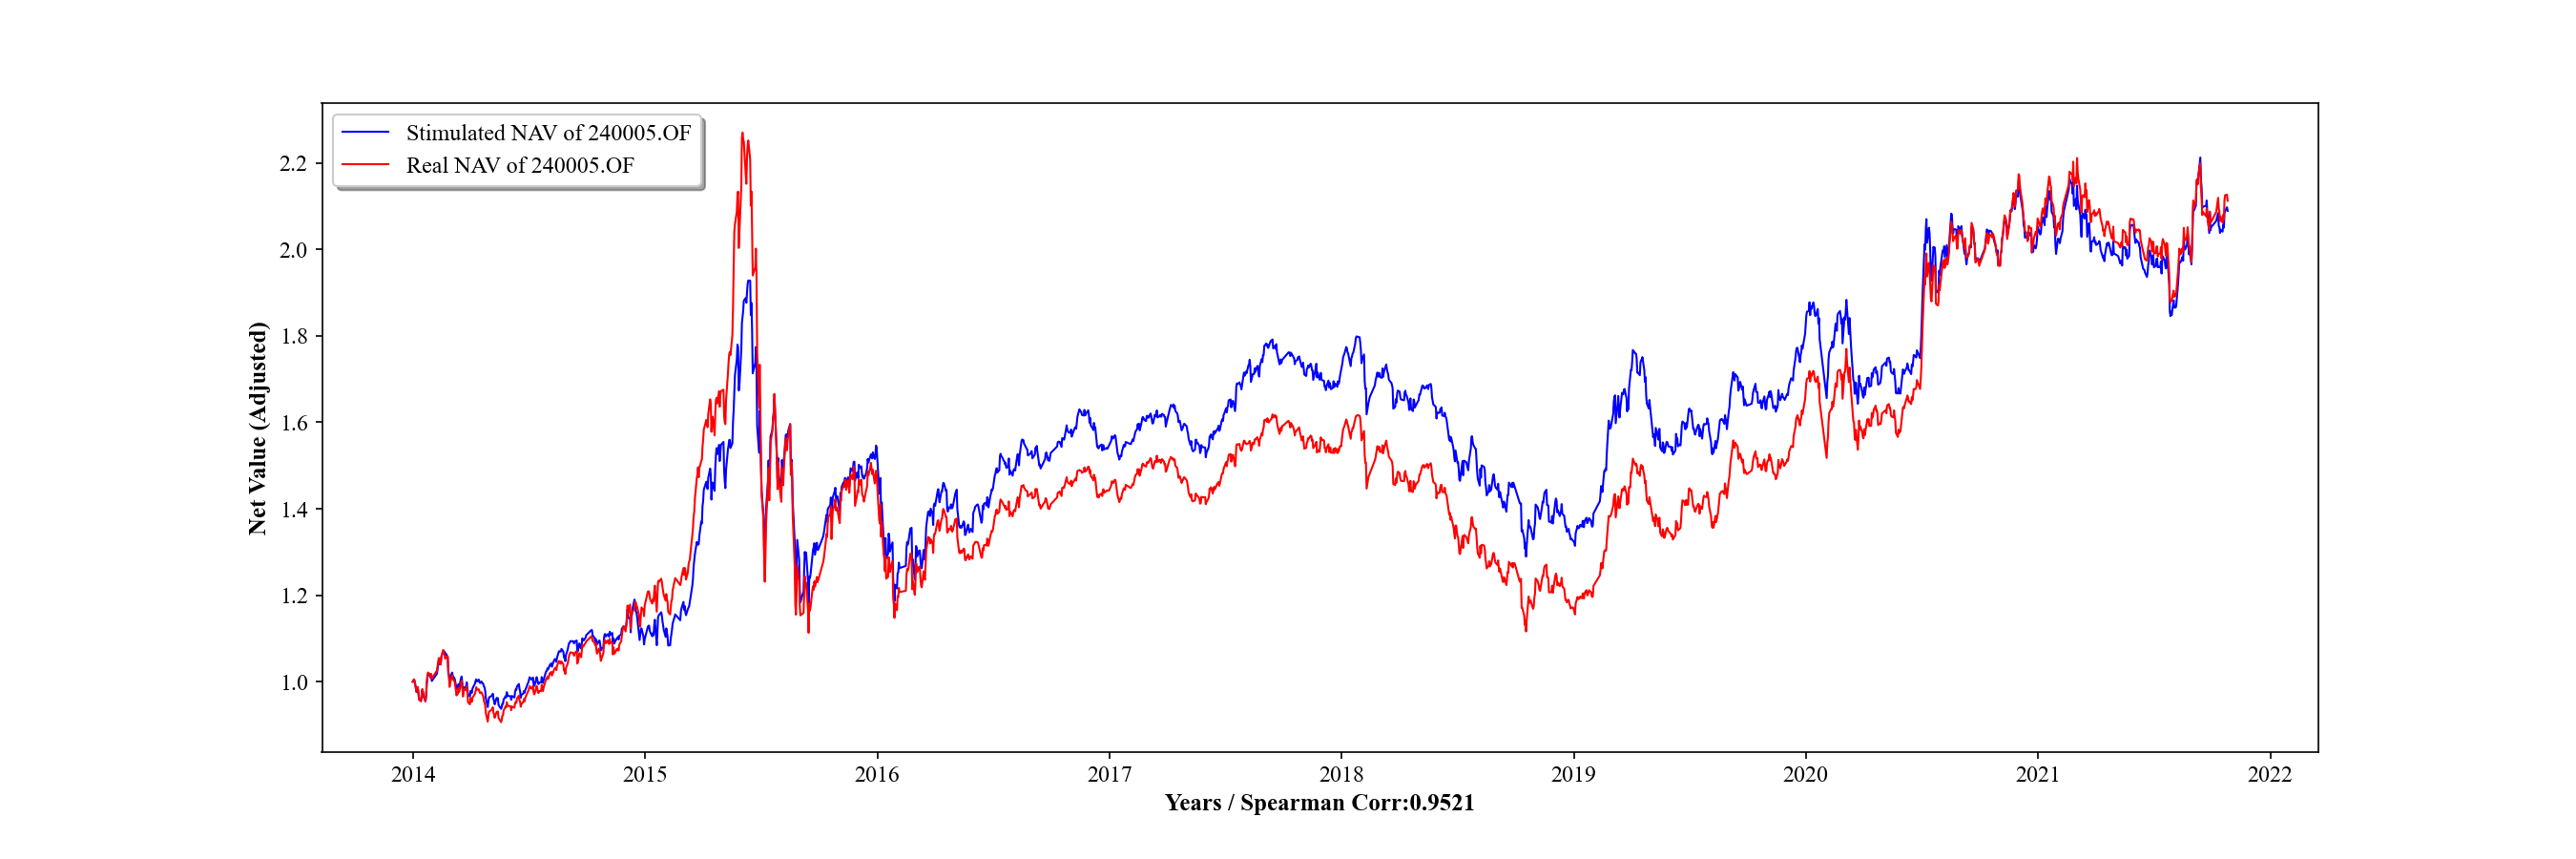 Stimulated NAV of 240005.OF
Real NAV of 240005.OF
Net Value (Adjusted)
2.2
2.0
1.8
1.6
1.4
1.2
1.0
2014 2015 2016 2017 2018 2019 2020 2021 2022
Years / Spearman Corr:0.9521